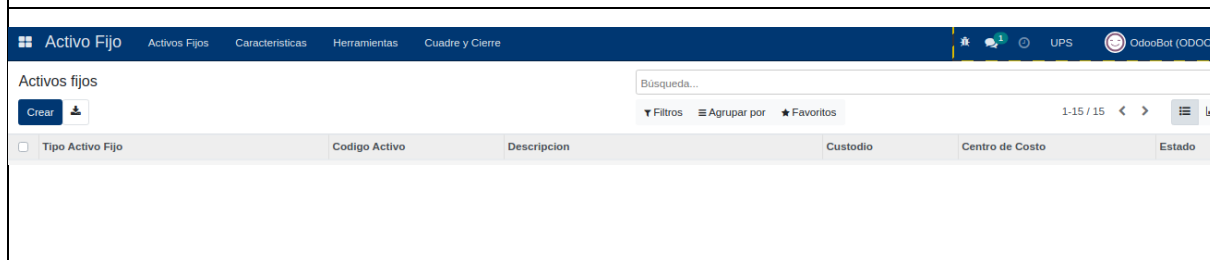 Activo Fijo Activos Fijos Caracteristicas Herramientas Cuadre y Cierre 1 UPS OdooBot (ODOO
Activos fijos Búsqueda...
Crear Filtros Agrupar por Favoritos 1-15 / 15
Tipo Activo Fijo Codigo Activo Descripcion Custodio Centro de Costo Estado